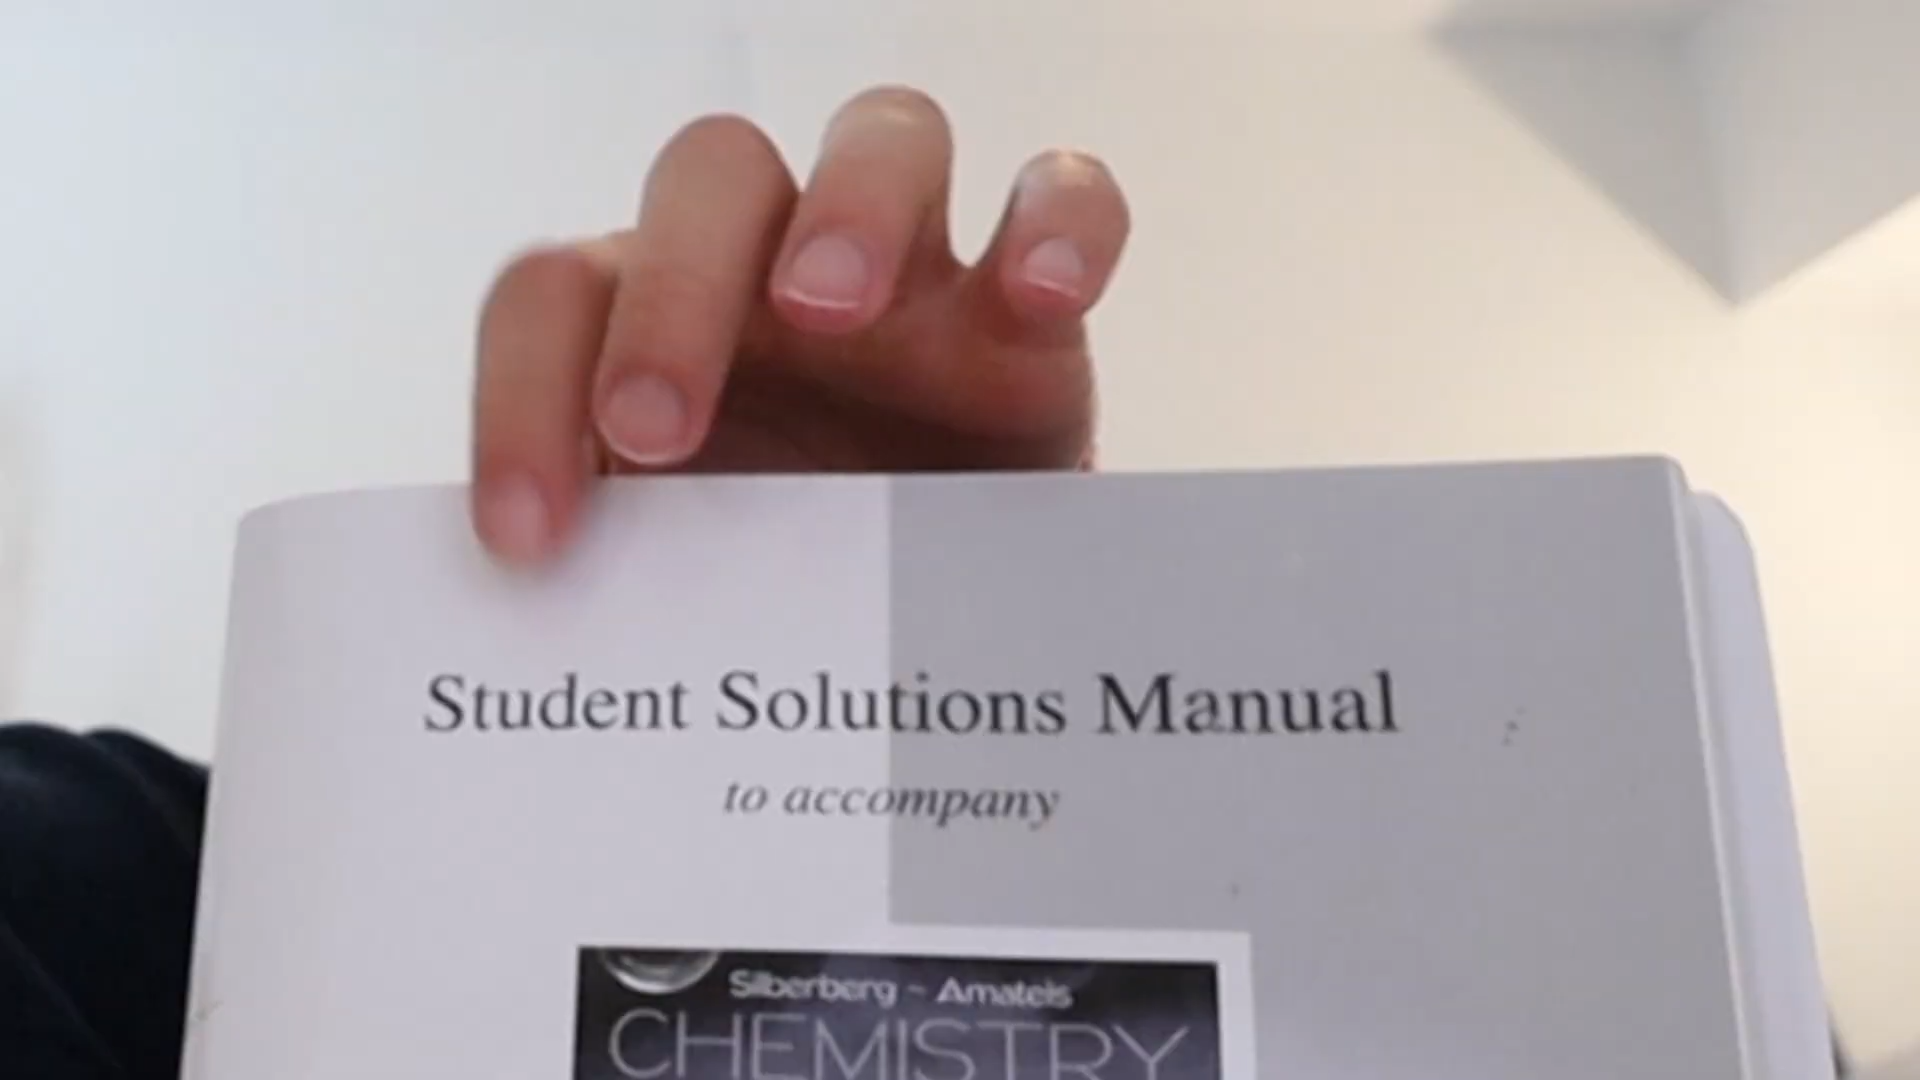 Student Solutions Manual
to accompany
Silberberg ~ Amateis
CHEMISTRY